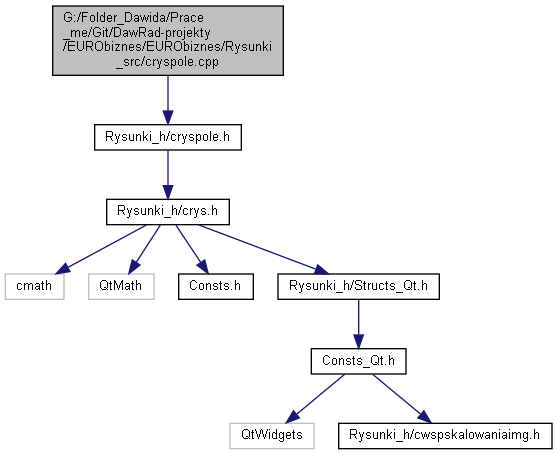 G:/Folder_Dawida/Prace
_me/Git/DawRad-projekty
/EURObiznes/EURObiznes/Rysunki
_src/cryspole.cpp
Rysunki_h/cryspole.h
Rysunki_h/crys.h
cmath
QtMath
Consts.h
Rysunki_h/Structs_Qt.h
Consts_Qt.h
QtWidgets
Rysunki_h/cwspskalowaniaimg.h